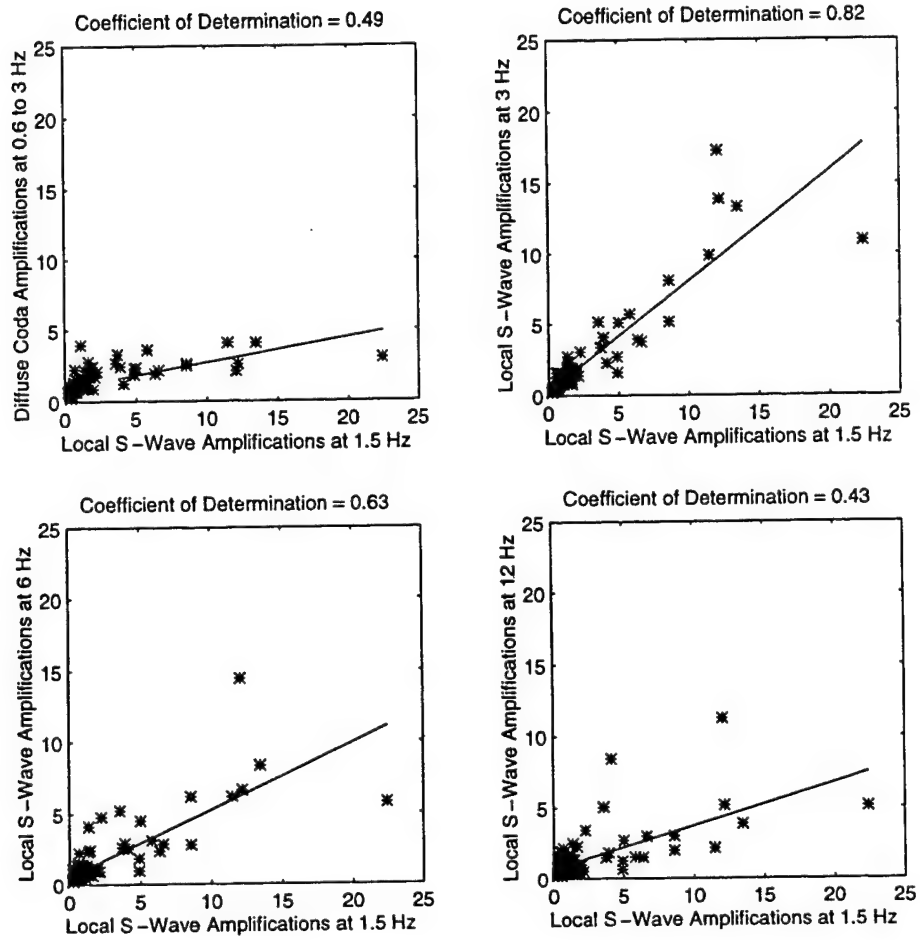 Coefficient of Determination = 0.49
Diffuse Coda Amplifications at 0.6 to 3 Hz
25
20
15
10
5
0
0 5 10 15 20 25
Local S-Wave Amplifications at 1.5 Hz
Coefficient of Determination = 0.82
Local S-Wave Amplifications at 3 Hz
25
20
15
10
5
0
0 5 10 15 20 25
Local S-Wave Amplifications at 1.5 Hz
Coefficient of Determination = 0.63
Local S-Wave Amplifications at 6 Hz
25
20
15
10
5
0
0 5 10 15 20 25
Local S-Wave Amplifications at 1.5 Hz
Coefficient of Determination = 0.43
Local S-Wave Amplifications at 12 Hz
25
20
15
10
5
0
0 5 10 15 20 25
Local S-Wave Amplifications at 1.5 Hz